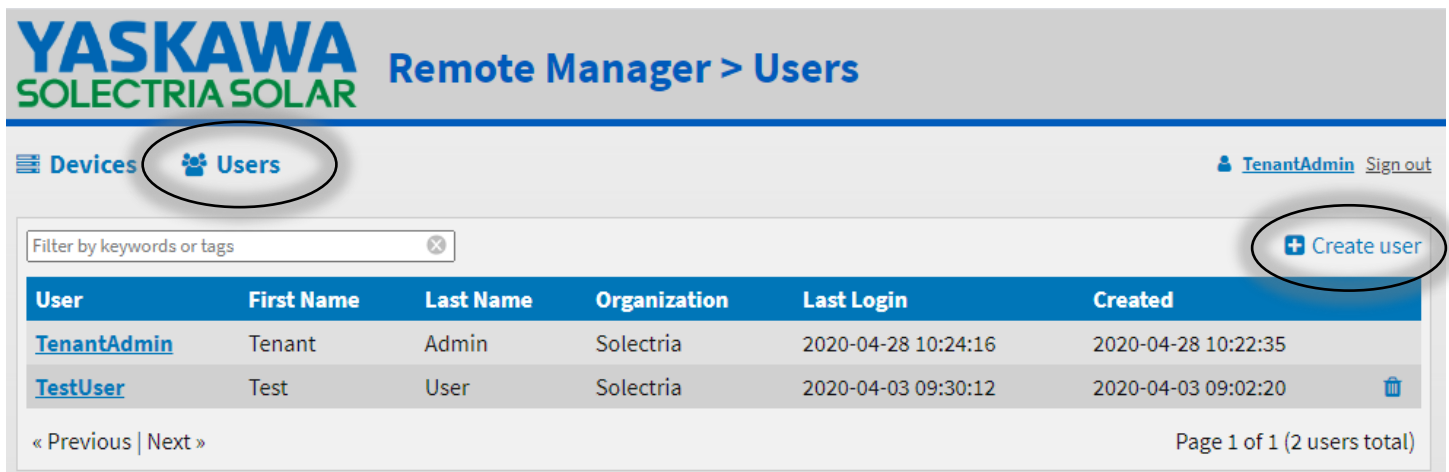 YASKAWA
SOLECTRIA SOLAR
Remote Manager > Users
Devices Users TenantAdmin Sign out
Filter by keywords or tags Create user
User First Name Last Name Organization Last Login Created
TenantAdmin Tenant Admin Solectria 2020-04-28 10:24:16 2020-04-28 10:22:35
TestUser Test User Solectria 2020-04-03 09:30:12 2020-04-03 09:02:20
« Previous | Next » Page 1 of 1 (2 users total)